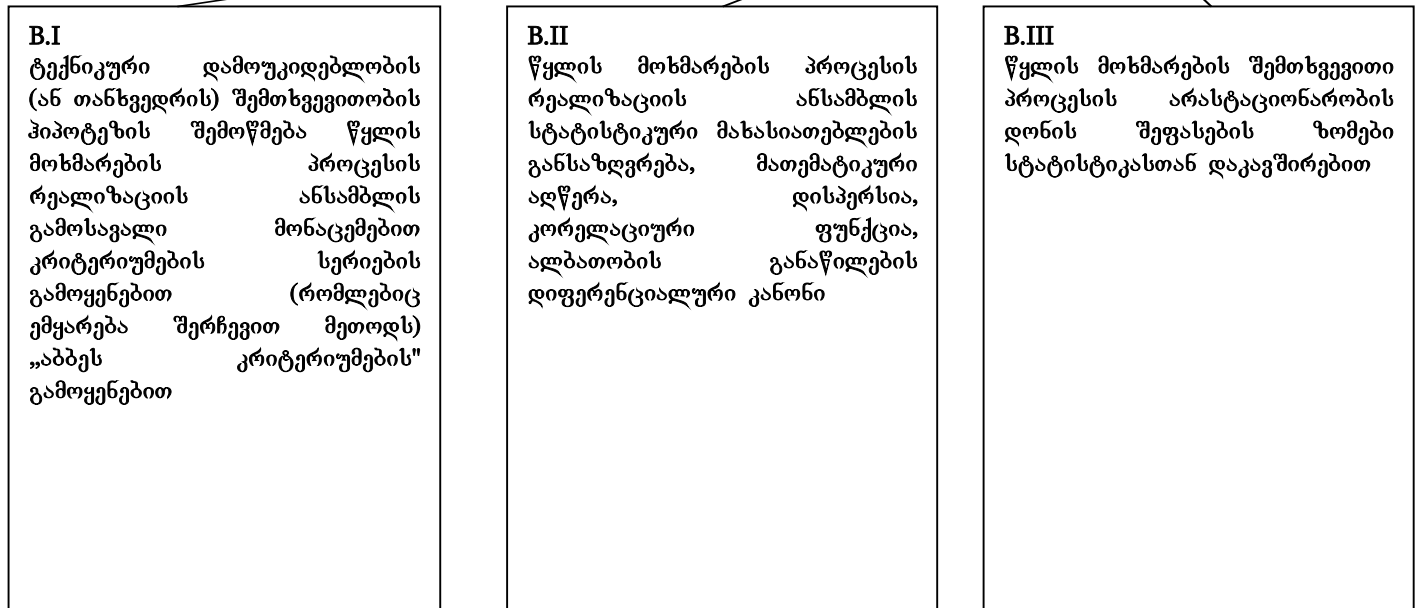 B.I
ტექნიკური დამოუკიდებლობის
(ან თანხვედრის) შემთხვევითობის
ჰიპოტეზის შემოწმება წყლის
მოხმარების პროცესის
რეალიზაციის ანსამბლის
გამოსავალი მონაცემებით
კრიტერიუმების სერიების
გამოყენებით (რომლებიც
ემყარება შერჩევით მეთოდს)
„აბბეს კრიტერიუმების"
გამოყენებით
B.II
წყლის მოხმარების პროცესის
რეალიზაციის ანსამბლის
სტატისტიკური მახასიათებლების
განსაზღვრება, მათემატიკური
აღწერა, დისპერსია,
კორელაციური ფუნქცია,
ალბათობის განაწილების
დიფერენციალური კანონი
B.III
წყლის მოხმარების შემთხვევითი
პროცესის არასტაციონარობის
დონის შეფასების ზომები
სტატისტიკასთან დაკავშირებით